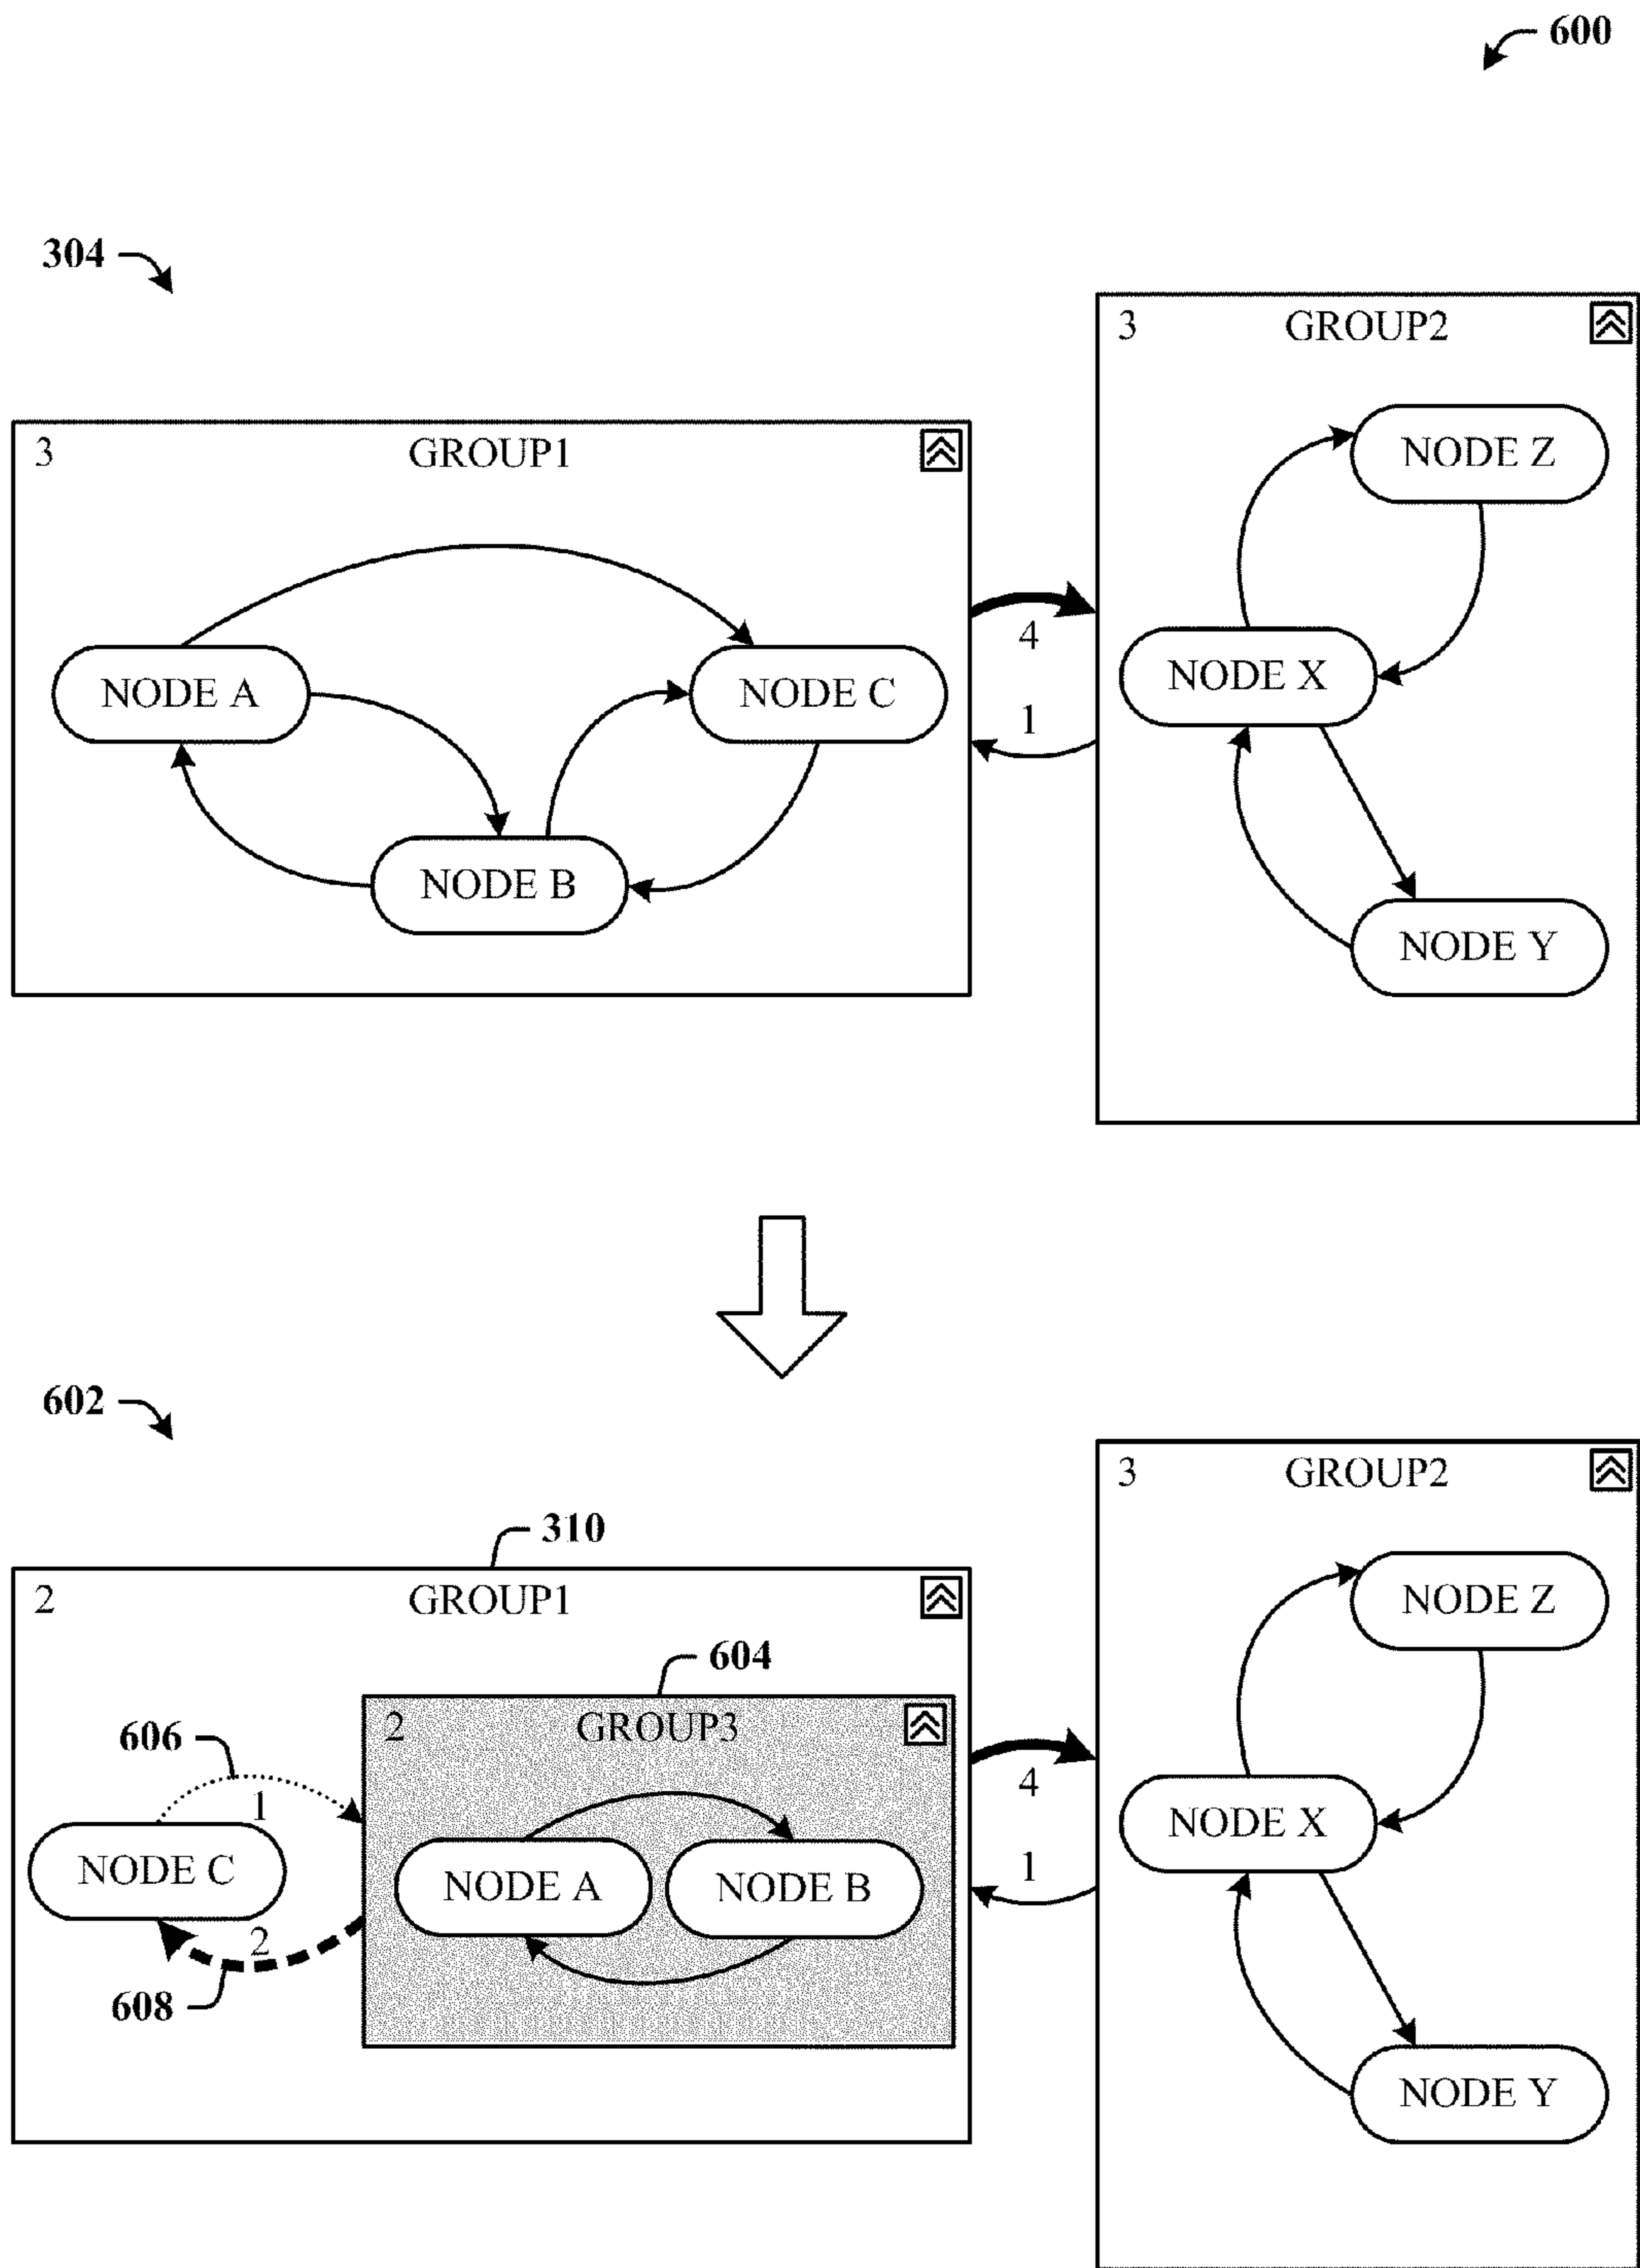 600
304
3 GROUP2
3 GROUP1
NODE Z
4
NODE X
NODE A
NODE C
1
NODE B
NODE Y
602
3 GROUP2
310
2 GROUP1
NODE Z
604
2 GROUP3
606
4
1
NODE X
NODE C
1
NODE A
NODE B
2
608
NODE Y